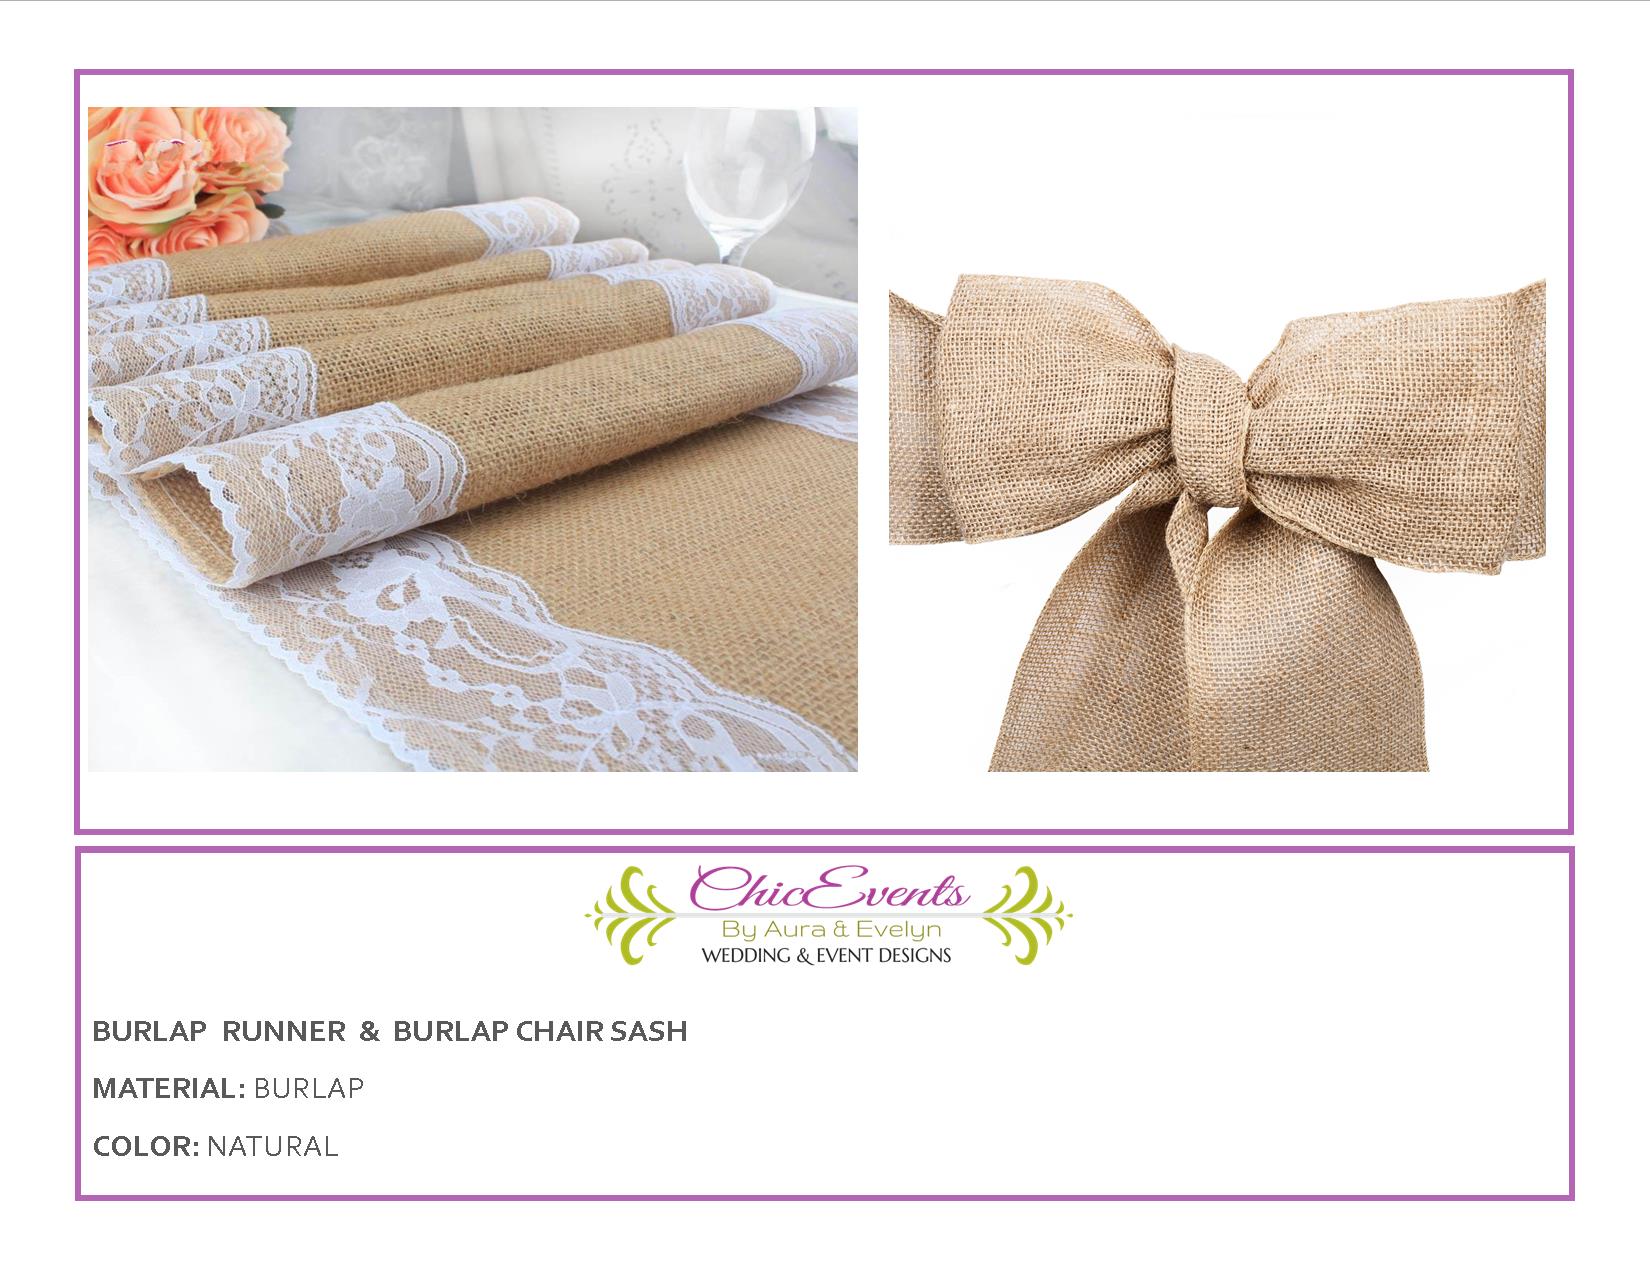 ChicEvents
By Aura & Evelyn
WEDDING & EVENT DESIGNS
BURLAP RUNNER & BURLAP CHAIR SASH
MATERIAL: BURLAP
COLOR: NATURAL